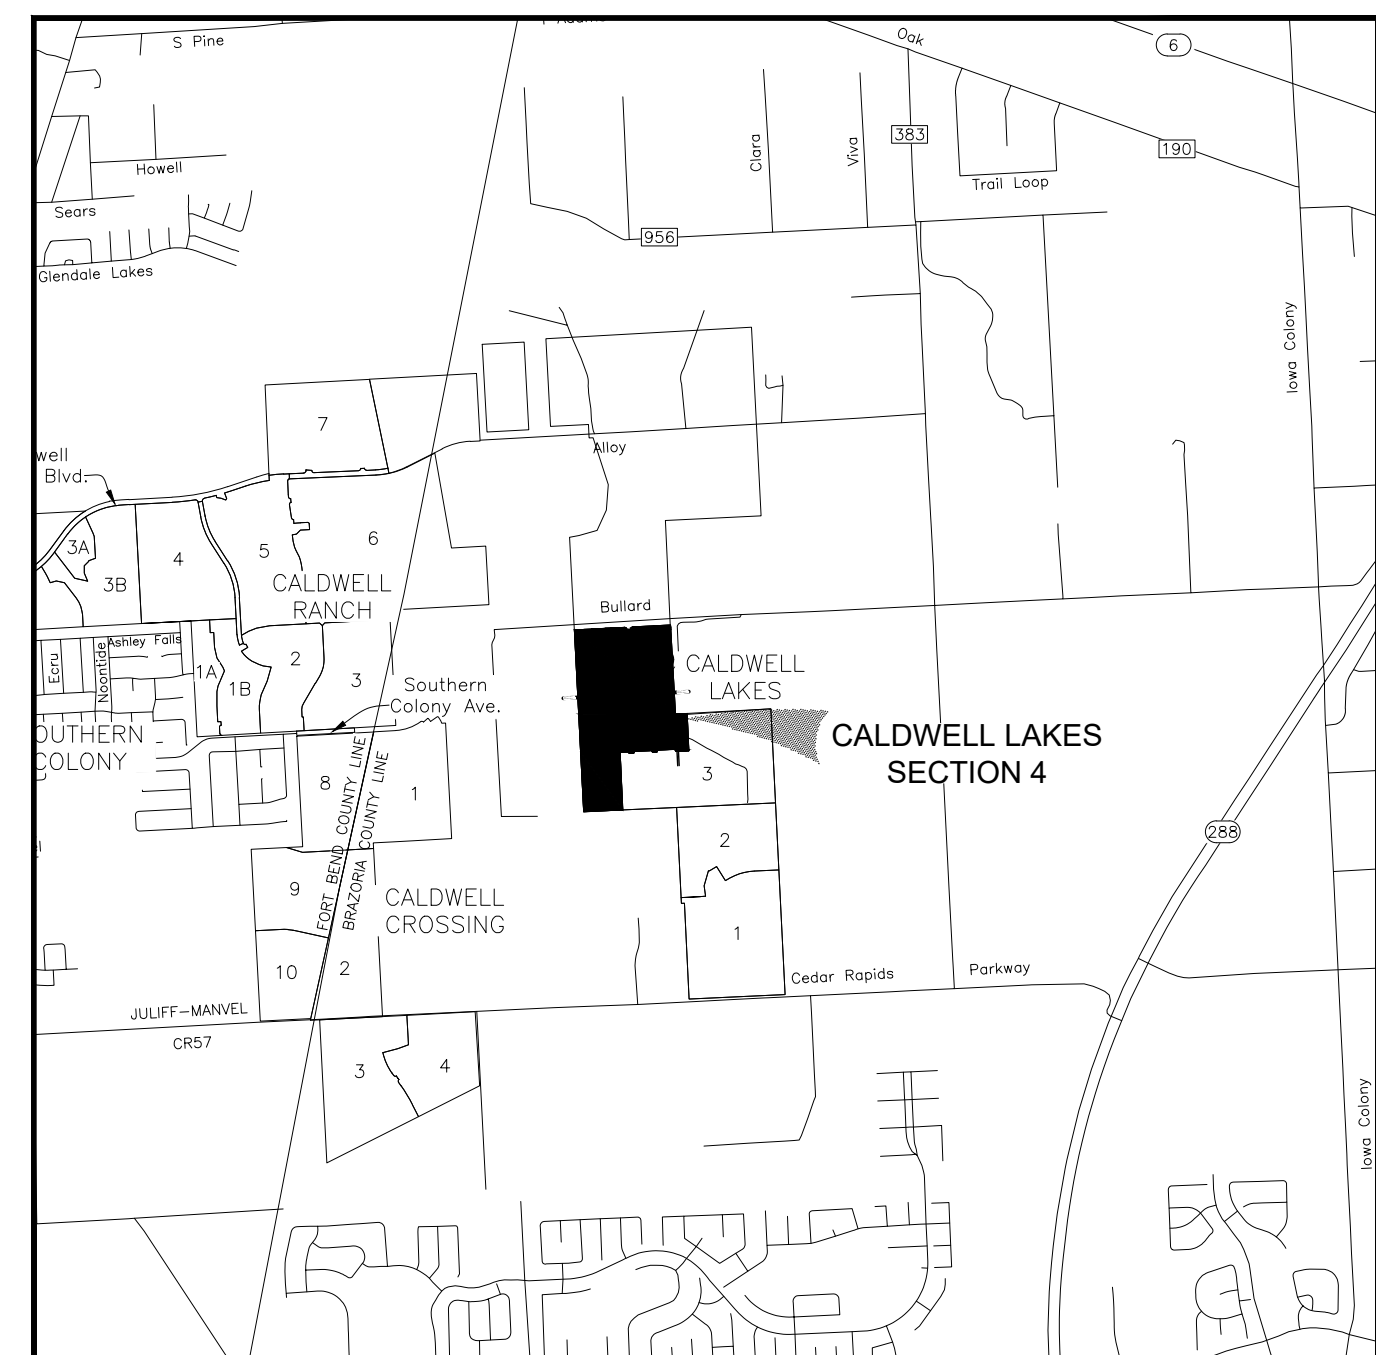 S Pine
Oak
6
Clara
Viva
383
190
Howell
Trail Loop
Sears
956
Glendale Lakes
Iowa Colony
7
Alloy
well
Blvd.
3A
4
5
6
3B
CALDWELL
RANCH
Bullard
Ashley Falls
Ecru
Noontide
1A
1B
2
3
Southern
Colony Ave.
CALDWELL
LAKES
OUTHERN
COLONY
CALDWELL LAKES
SECTION 4
3
8
1
FORT BEND COUNTY LINE
BRAZORIA COUNTY LINE
288
2
9
CALDWELL
CROSSING
1
10
2
Cedar Rapids
Parkway
JULIFF-MANVEL
CR57
3
4
Iowa Colony